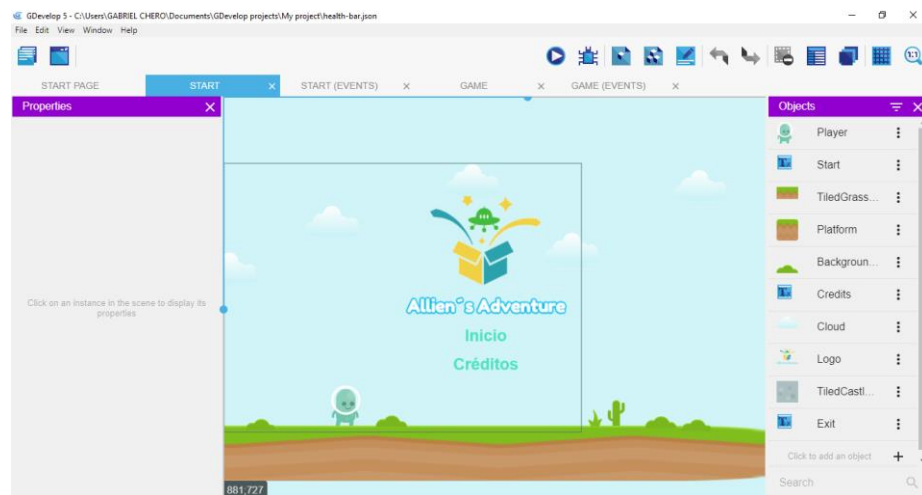 GDevelop 5 - C:\Users\GABRIEL CHERO\Documents\GDevelop projects\My project\health-bar.json
File Edit View Window Help
START PAGE
START
START (EVENTS)
GAME
GAME (EVENTS)
Properties
Click on an instance in the scene to display its
properties
Allien´s Adventure
Inicio
Créditos
881;727
Objects
Player
Start
TiledGrass...
Platform
Backgroun...
Credits
Cloud
Logo
TiledCastl...
Exit
Click to add an object
Search
1:1